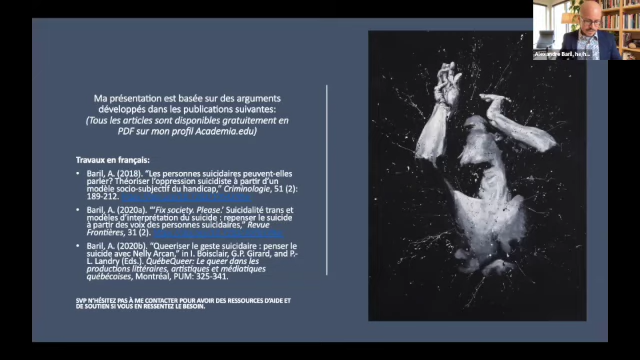 Ma présentation est basée sur des arguments
développés dans les publications suivantes:
(Tous les articles sont disponibles gratuitement en
PDF sur mon profil Academia.edu)
Travaux en français:
• Baril, A. (2018). "Les personnes suicidaires peuvent-elles
parler? Théoriser l'oppression suicidiste à partir d'un
modèle socio-subjectif du handicap," Criminologie, 51 (2):
189-212.
• Baril, A. (2020a). "'Fix society. Please.' Suicidalité trans et
modèles d'interprétation du suicide : repenser le suicide
à partir des voix des personnes suicidaires," Revue
Frontières, 31 (2).
• Baril, A. (2020b). "Queeriser le geste suicidaire : penser le
suicide avec Nelly Arcan," in I. Boisclair, G.P. Girard, and P.-
L. Landry (Eds.). QuébeQueer: Le queer dans les
productions littéraires, artistiques et médiatiques
québécoises, Montréal, PUM: 325-341.
SVP N'HÉSITEZ PAS À ME CONTACTER POUR AVOIR DES RESSOURCES D'AIDE ET
DE SOUTIEN SI VOUS EN RESSENTEZ LE BESOIN.
Alexandre Baril, he/h...